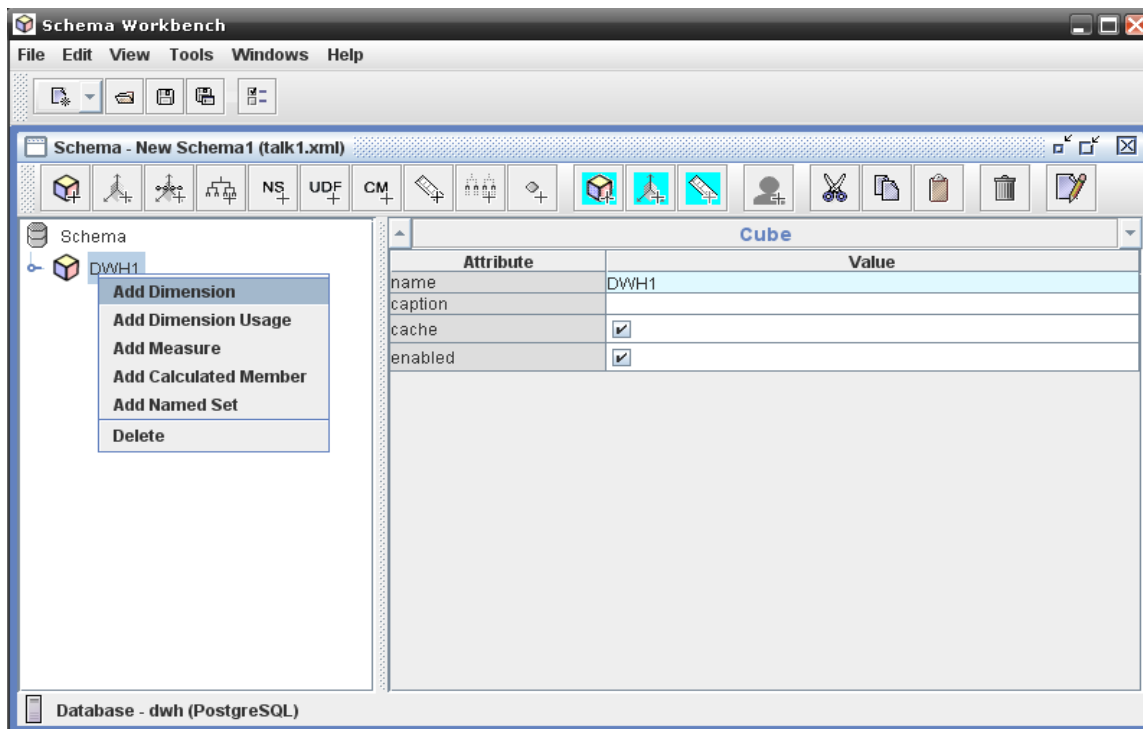 Schema Workbench
File Edit View Tools Windows Help
Schema - New Schema1 (talk1.xml)
NS UDF CM
Schema
DWH1
Add Dimension
Add Dimension Usage
Add Measure
Add Calculated Member
Add Named Set
Delete
Cube
Attribute Value
name DWH1
caption
cache
enabled
Database - dwh (PostgreSQL)